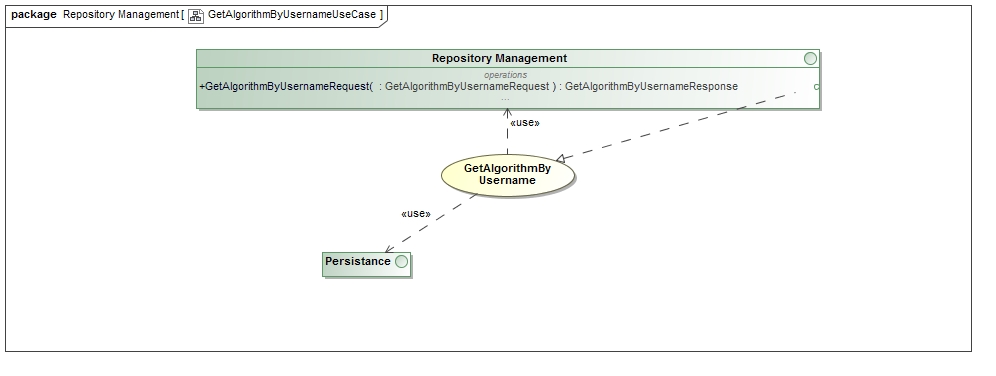 package Repository Management [ GetAlgorithmByUsernameUseCase ]
Repository Management
operations
+GetAlgorithmByUsernameRequest( : GetAlgorithmByUsernameRequest ) : GetAlgorithmByUsernameResponse
...
«use»
GetAlgorithmBy
Username
«use»
Persistance